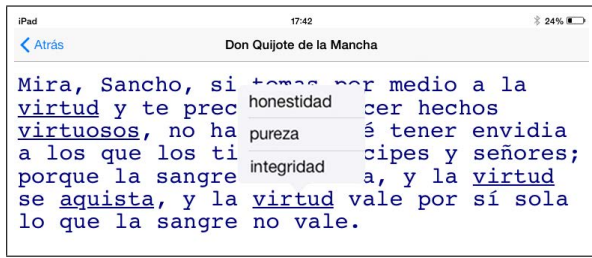 iPad 17:42 24%
Atrás Don Quijote de la Mancha
Mira, Sancho, si por medio a la
virtud y te prec cer hechos
virtuosos, no ha é tener envidia
a los que los ti cipes y señores;
porque la sangre a, y la virtud
se aquista, y la virtud vale por sí sola
lo que la sangre no vale.
honestidad
pureza
integridad